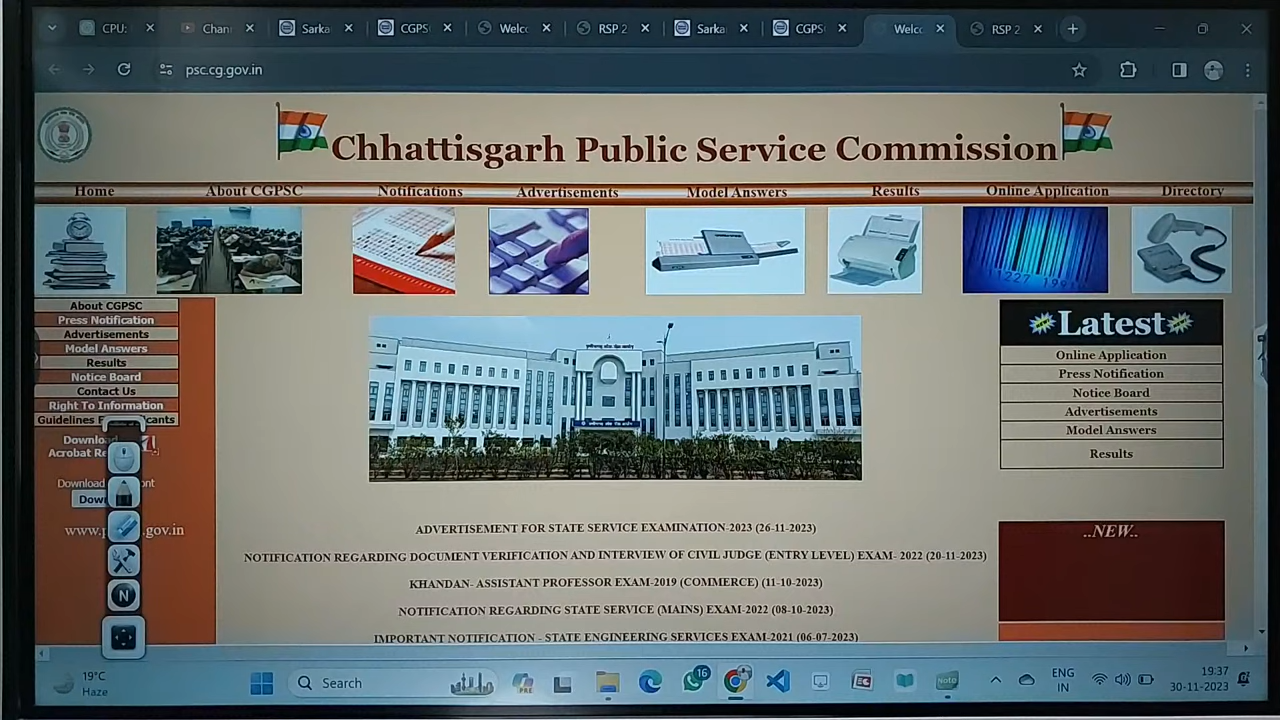 CPU:
Chan
Sarka
CGPS
Welco
RSP 2
Sarka
CGPS
Welc
RSP 2
psc.cg.gov.in
Chhattisgarh Public Service Commission
Home About CGPSC Notifications Advertisements Model Answers Results Online Application Directory
About CGPSC
Press Notification
Advertisements
Model Answers
Results
Notice Board
Contact Us
Right To Information
Guidelines
Latest
Online Application
Press Notification
Notice Board
Advertisements
Model Answers
Results
Download
Acrobat Re
Download
Down
www.p
.gov.in
N
ADVERTISEMENT FOR STATE SERVICE EXAMINATION-2023 (26-11-2023)
NOTIFICATION REGARDING DOCUMENT VERIFICATION AND INTERVIEW OF CIVIL JUDGE (ENTRY LEVEL) EXAM- 2022 (20-11-2023)
KHANDAN- ASSISTANT PROFESSOR EXAM-2019 (COMMERCE) (11-10-2023)
NOTIFICATION REGARDING STATE SERVICE (MAINS) EXAM-2022 (08-10-2023)
IMPORTANT NOTIFICATION - STATE ENGINEERING SERVICES EXAM-2021 (06-07-2023)
..NEW..
19°C
Haze
Search
PRE
16
Note
ENG
IN
19:37
30-11-2023